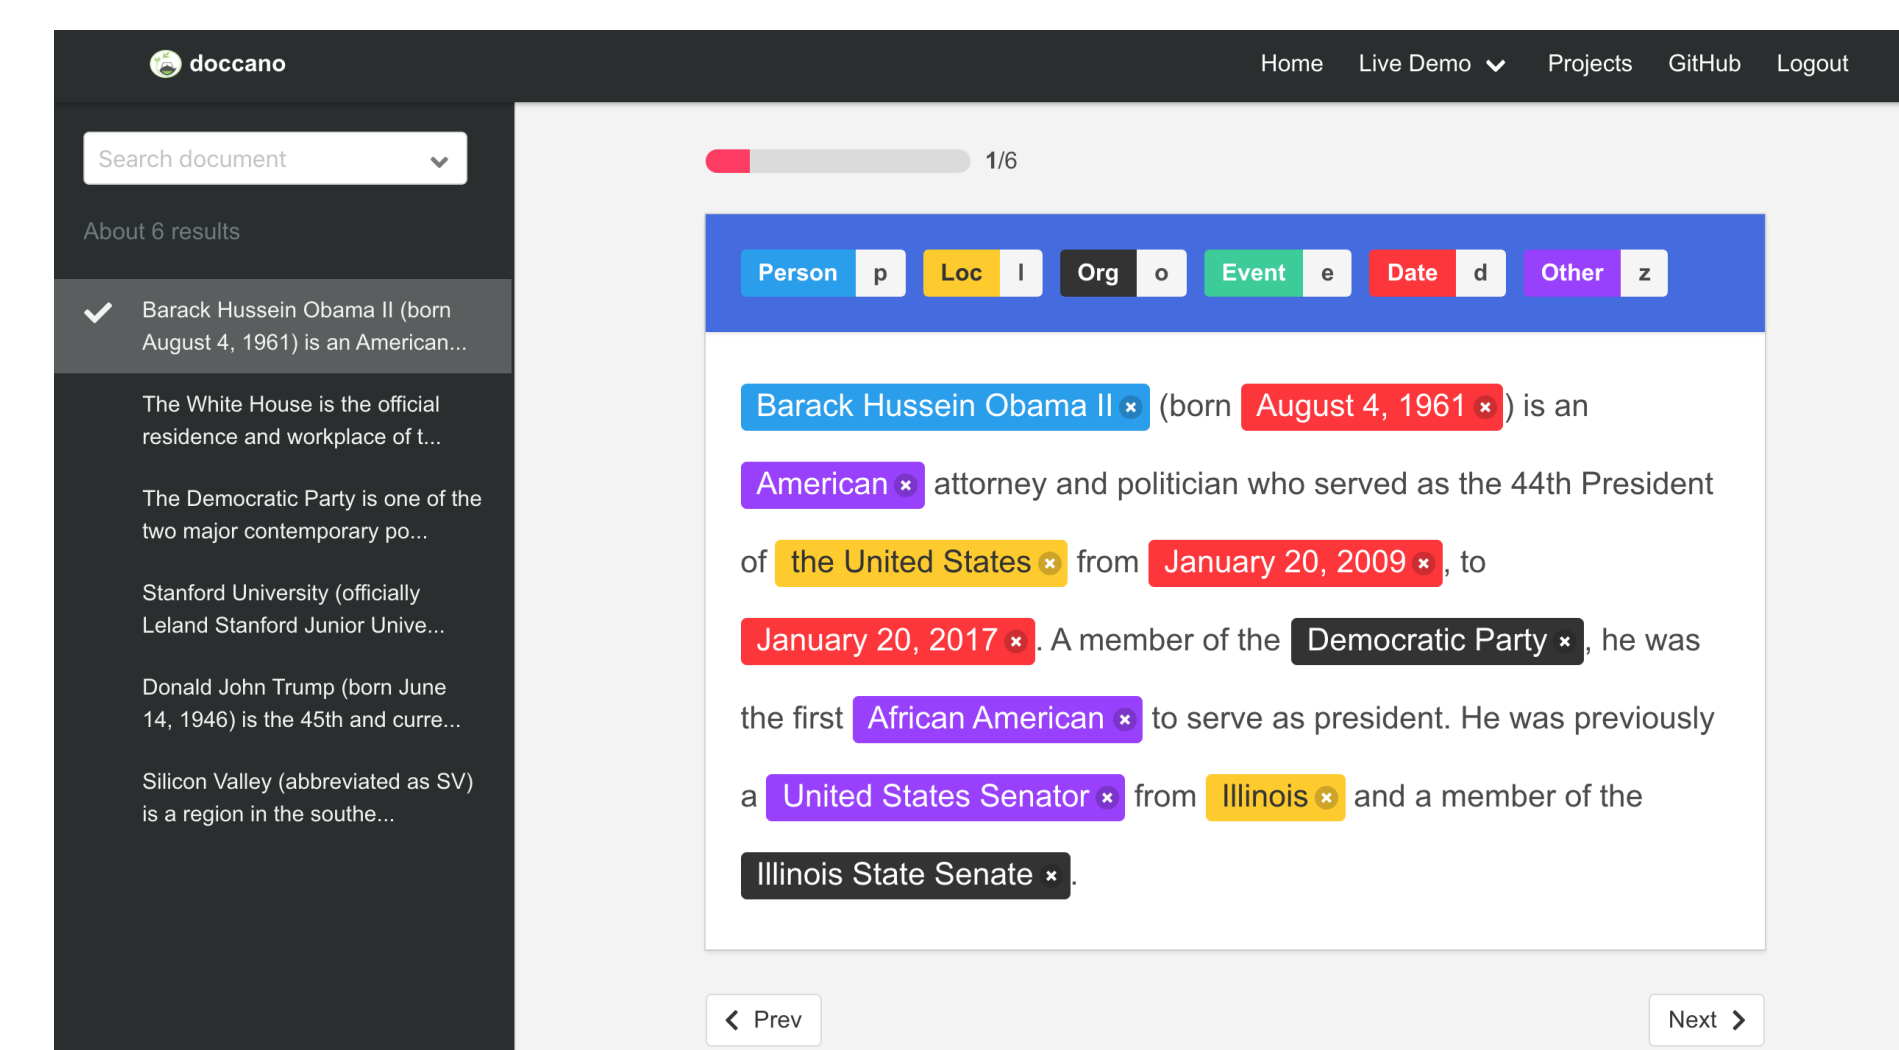 doccano
Home Live Demo Projects GitHub Logout
Search document
About 6 results
Barack Hussein Obama II (born
August 4, 1961) is an American...
The White House is the official
residence and workplace of t...
The Democratic Party is one of the
two major contemporary po...
Stanford University (officially
Leland Stanford Junior Unive...
Donald John Trump (born June
14, 1946) is the 45th and curre...
Silicon Valley (abbreviated as SV)
is a region in the southe...
1/6
Person p Loc l Org o Event e Date d Other z
Barack Hussein Obama II (born August 4, 1961) is an
American attorney and politician who served as the 44th President
of the United States from January 20, 2009, to
January 20, 2017. A member of the Democratic Party, he was
the first African American to serve as president. He was previously
a United States Senator from Illinois and a member of the
Illinois State Senate.
Prev
Next